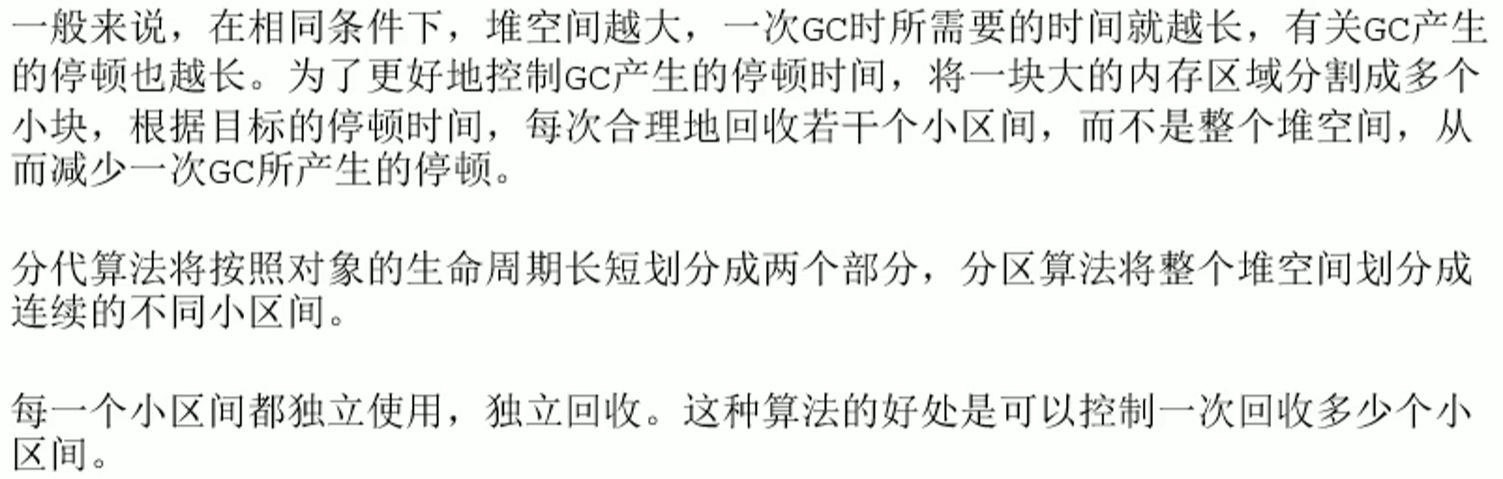 一般来说，在相同条件下，堆空间越大，一次GC时所需要的时间就越长，有关GC产生
的停顿也越长。为了更好地控制GC产生的停顿时间，将一块大的内存区域分割成多个
小块，根据目标的停顿时间，每次合理地回收若干个小区间，而不是整个堆空间，从
而减少一次GC所产生的停顿。
分代算法将按照对象的生命周期长短划分成两个部分，分区算法将整个堆空间划分成
连续的不同小区间。
每一个小区间都独立使用，独立回收。这种算法的好处是可以控制一次回收多少个小
区间。